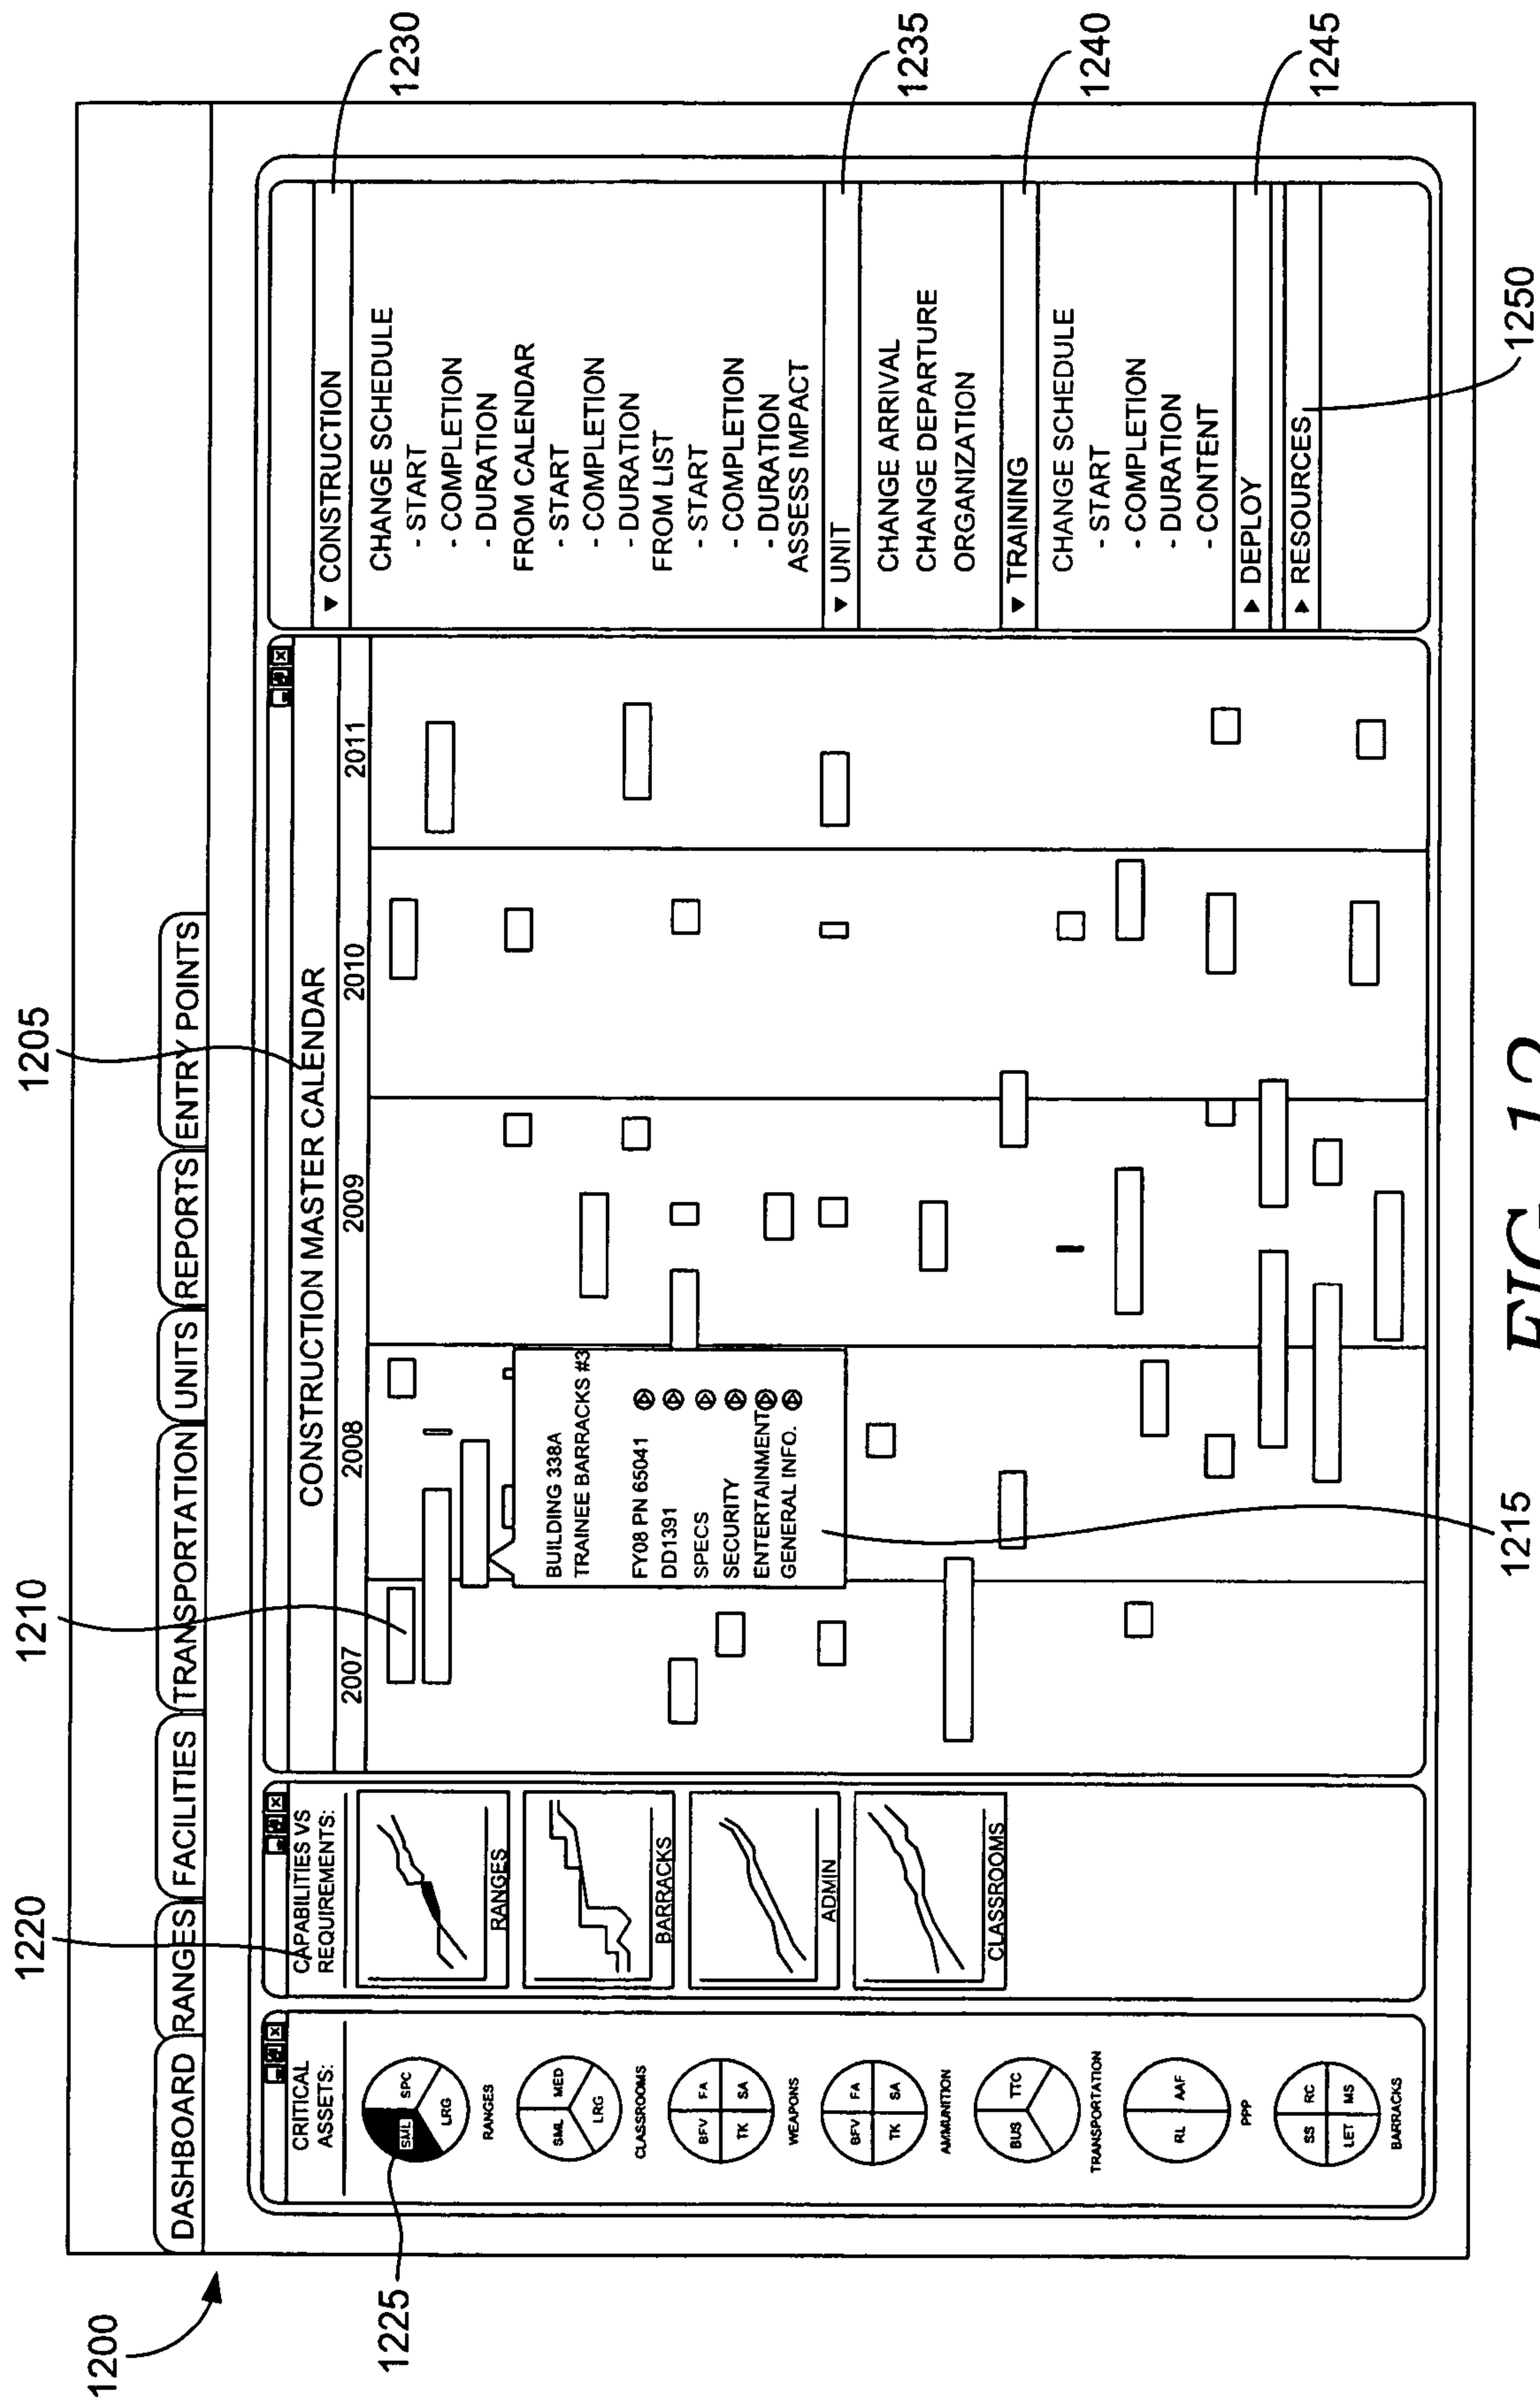 1200
1205
1210
1220
1225
DASHBOARD
RANGES
FACILITIES
TRANSPORTATION
UNITS
REPORTS
ENTRY POINTS
CRITICAL
ASSETS:
SML
SPC
LRG
RANGES
SML
MED
LRG
CLASSROOMS
BFV
FA
TK
SA
WEAPONS
BFV
FA
TK
SA
AMMUNITION
BUS
TTC
TRANSPORTATION
RL
AAF
PPP
SS
RC
LET
MS
BARRACKS
CAPABILITIES VS
REQUIREMENTS:
RANGES
BARRACKS
ADMIN
CLASSROOMS
CONSTRUCTION MASTER CALENDAR
2007
2008
2009
2010
2011
BUILDING 338A
TRAINEE BARRACKS #3
FY08 PN 65041
DD1391
SPECS
SECURITY
ENTERTAINMENT
GENERAL INFO.
1215
▼ CONSTRUCTION
CHANGE SCHEDULE
- START
- COMPLETION
- DURATION
FROM CALENDAR
- START
- COMPLETION
- DURATION
FROM LIST
- START
- COMPLETION
- DURATION
ASSESS IMPACT
▼ UNIT
CHANGE ARRIVAL
CHANGE DEPARTURE
ORGANIZATION
▼ TRAINING
CHANGE SCHEDULE
- START
- COMPLETION
- DURATION
- CONTENT
► DEPLOY
► RESOURCES
1230
1235
1240
1245
1250
FIG. 12